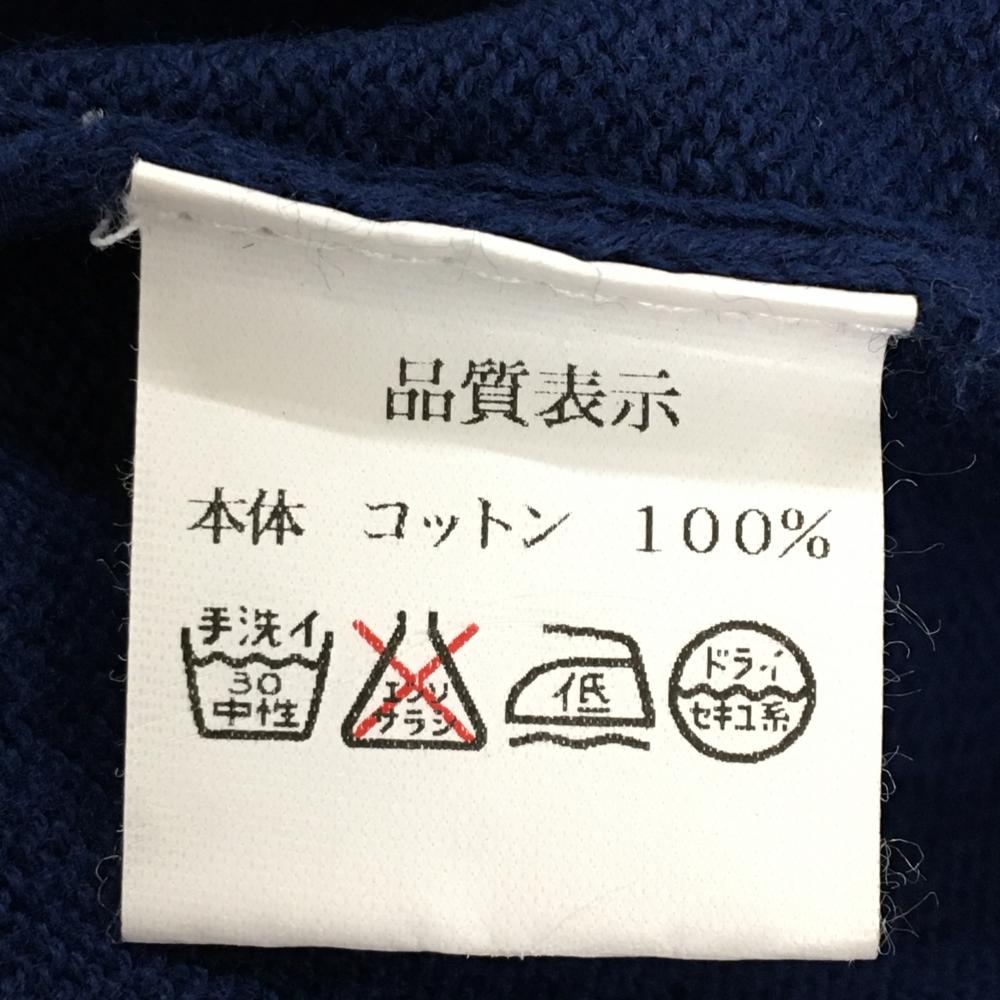 品質表示
本体 コットン 100%
手洗イ
30
中性
エンソ
サラシ
低
ドライ
セキユ系